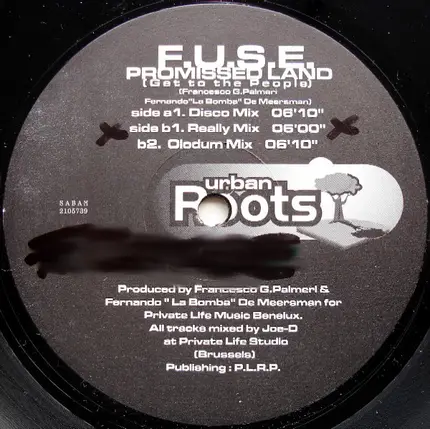 F.U.S.E.
PROMISSED LAND
(Get to the People)
(Francesco G.Palmeri
Fernando"La Bomba" De Meersman)
side a1. Disco Mix 06'10"
side b1. Really Mix 06'00"
b2. Olodum Mix 06'10"
urban
Roots
SABAM
2105739
Produced by Francesco G.Palmeri &
Fernando " La Bomba" De Meersman for
Private Life Music Benelux.
All tracks mixed by Joe-D
at Private Life Studio
(Brussels)
Publishing : P.L.R.P.